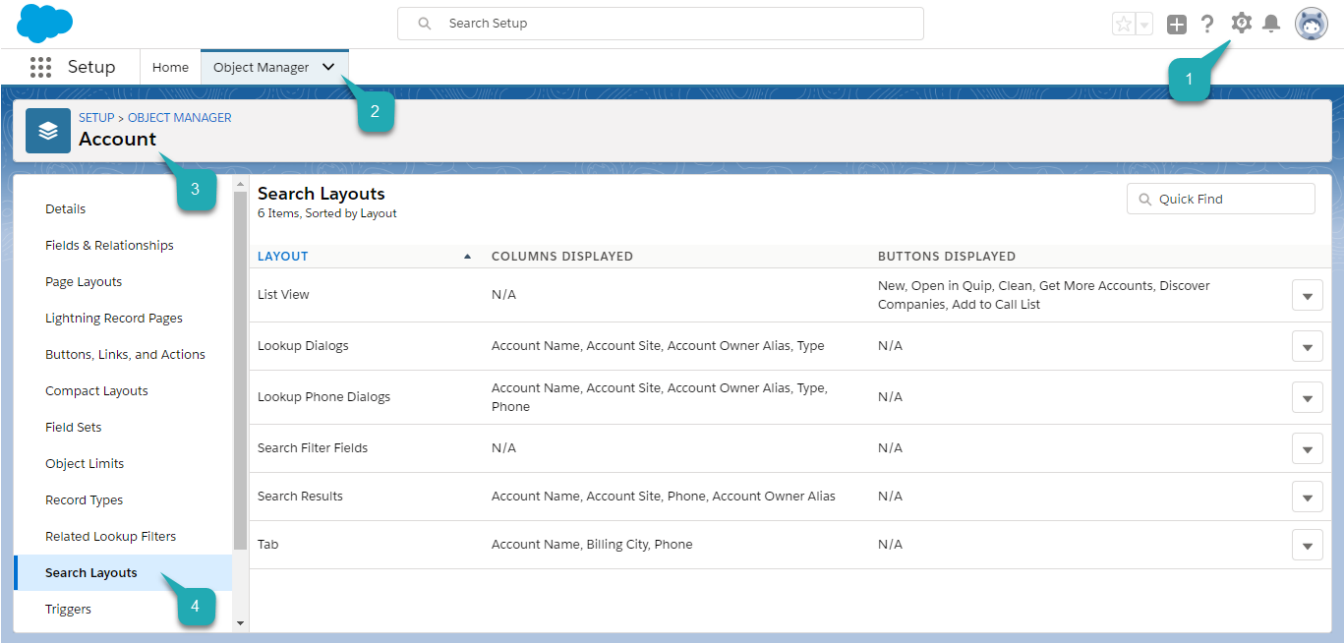 Search Setup
Setup
Home
Object Manager
1
2
SETUP > OBJECT MANAGER
Account
3
Details
Fields & Relationships
Page Layouts
Lightning Record Pages
Buttons, Links, and Actions
Compact Layouts
Field Sets
Object Limits
Record Types
Related Lookup Filters
Search Layouts
4
Triggers
Search Layouts
6 Items, Sorted by Layout
Quick Find
LAYOUT COLUMNS DISPLAYED BUTTONS DISPLAYED
List View N/A New, Open in Quip, Clean, Get More Accounts, Discover
Companies, Add to Call List
Lookup Dialogs Account Name, Account Site, Account Owner Alias, Type N/A
Lookup Phone Dialogs Account Name, Account Site, Account Owner Alias, Type,
Phone N/A
Search Filter Fields N/A N/A
Search Results Account Name, Account Site, Phone, Account Owner Alias N/A
Tab Account Name, Billing City, Phone N/A